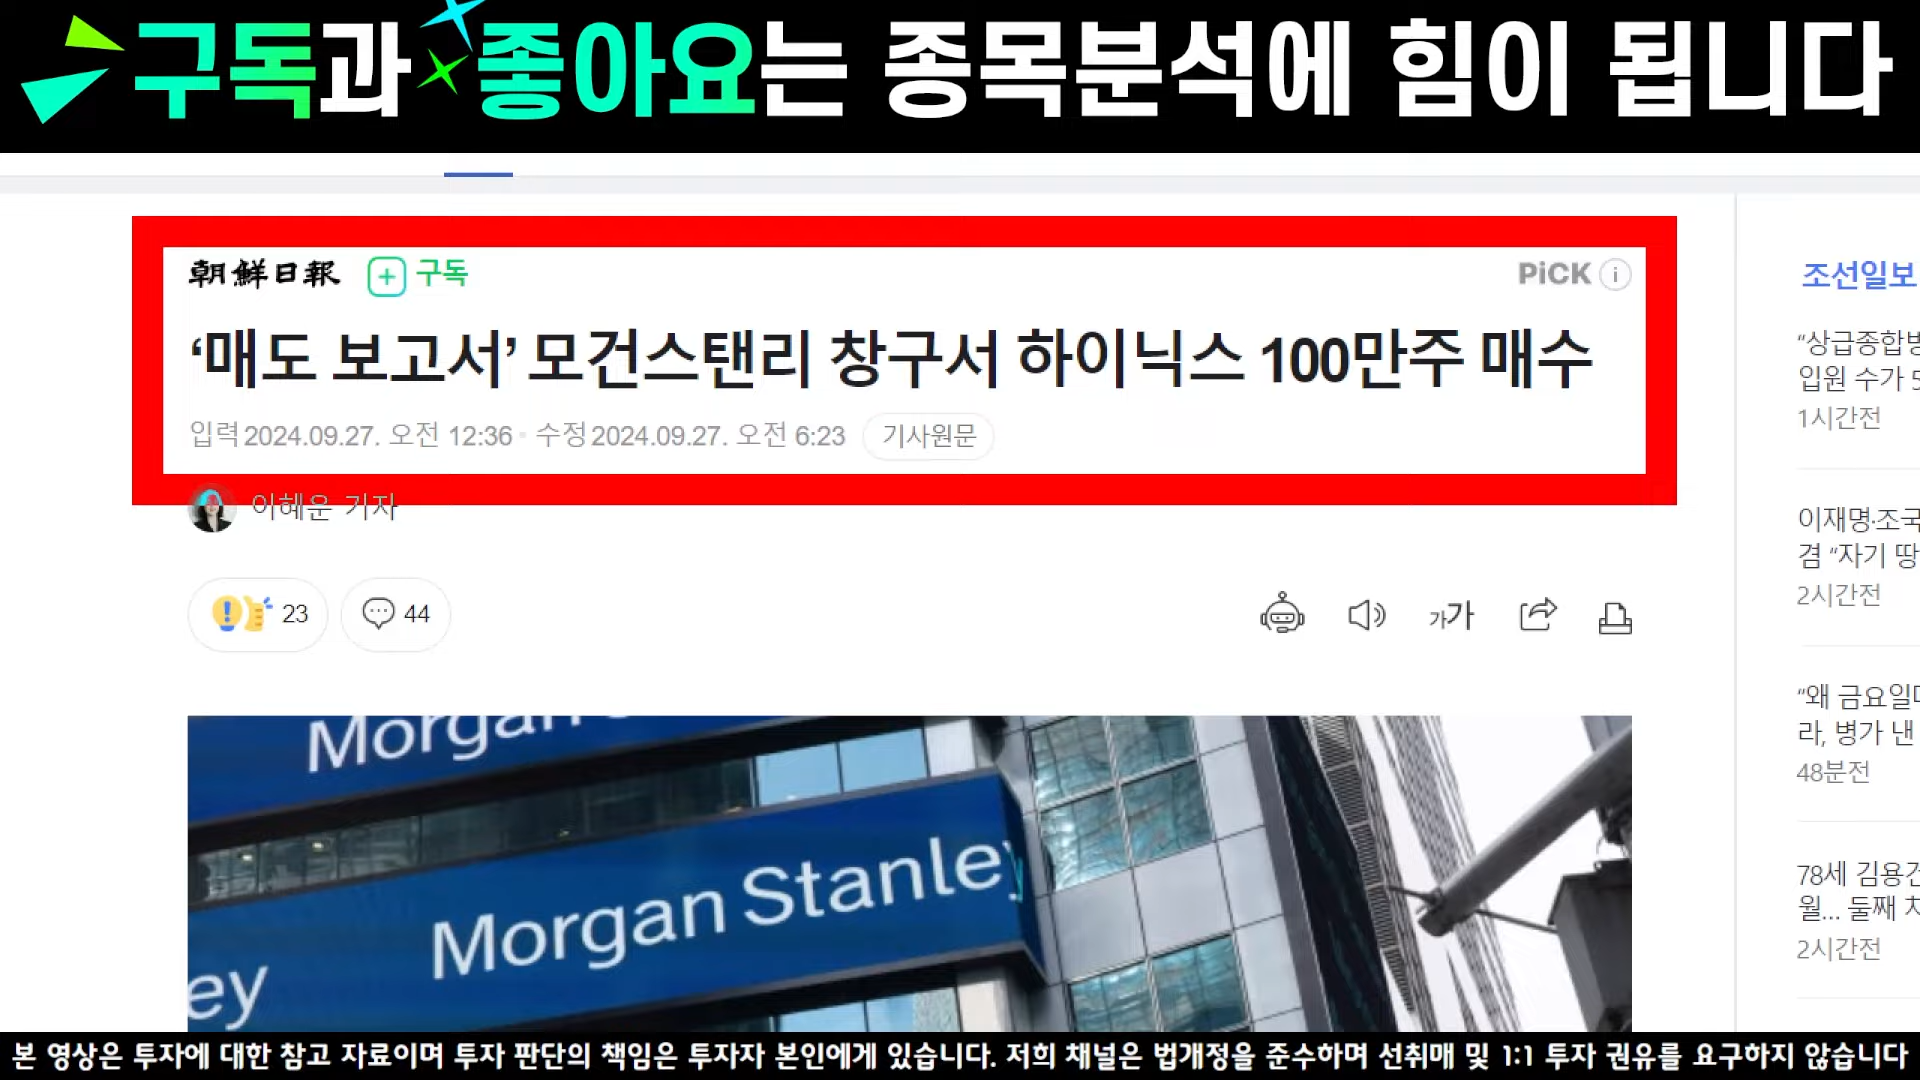 구독과 좋아요는 종목분석에 힘이 됩니다
朝鮮日報 구독
PiCK
‘매도 보고서’ 모건스탠리 창구서 하이닉스 100만주 매수
입력 2024.09.27. 오전 12:36 수정 2024.09.27. 오전 6:23 기사원문
이혜운 기자
23 44
가가
Morgan
Morgan Stanley
ey
조선일보
“상급종합병
입원 수가 5
1시간전
이재명·조국
겸 “자기 땅
2시간전
“왜 금요일마
라, 병가 낸
48분전
78세 김용건
월... 둘째
2시간전
본 영상은 투자에 대한 참고 자료이며 투자 판단의 책임은 투자자 본인에게 있습니다. 저희 채널은 법개정을 준수하며 선취매 및 1:1 투자 권유를 요구하지 않습니다